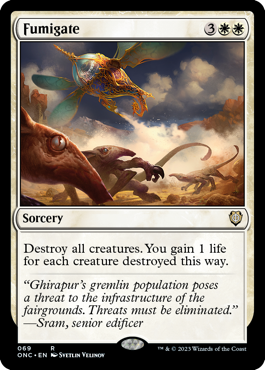 Fumigate 3
Sorcery
Destroy all creatures. You gain 1 life
for each creature destroyed this way.
“Ghirapur’s gremlin population poses
a threat to the infrastructure of the
fairgrounds. Threats must be eliminated.”
—Sram, senior edificer
069 R
ONC • EN Svetlin Velinov ™ & © 2023 Wizards of the Coast